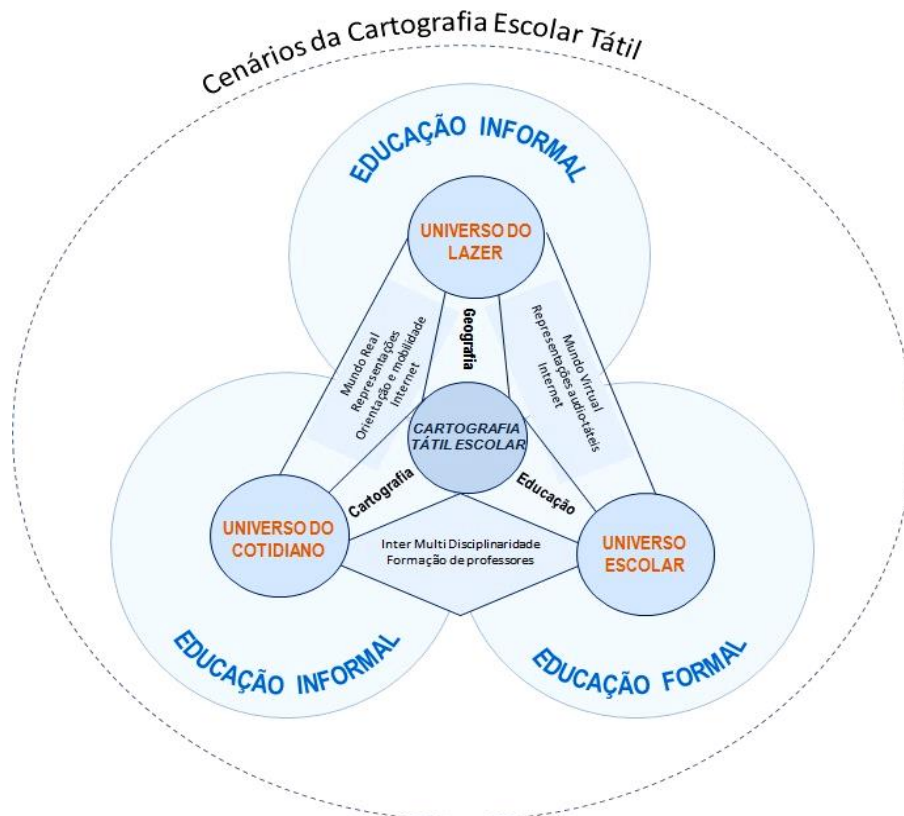 Cenários da Cartografia Escolar Tátil
EDUCAÇÃO INFORMAL
UNIVERSO DO
LAZER
Mundo Real
Representações
Orientação e mobilidade
Internet
Geografia
Mundo Virtual
Representações audio-táteis
Internet
CARTOGRAFIA
TÁTIL ESCOLAR
Cartografia
Educação
UNIVERSO DO
COTIDIANO
Inter Multi Disciplinaridade
Formação de professores
UNIVERSO
ESCOLAR
EDUCAÇÃO INFORMAL
EDUCAÇÃO FORMAL